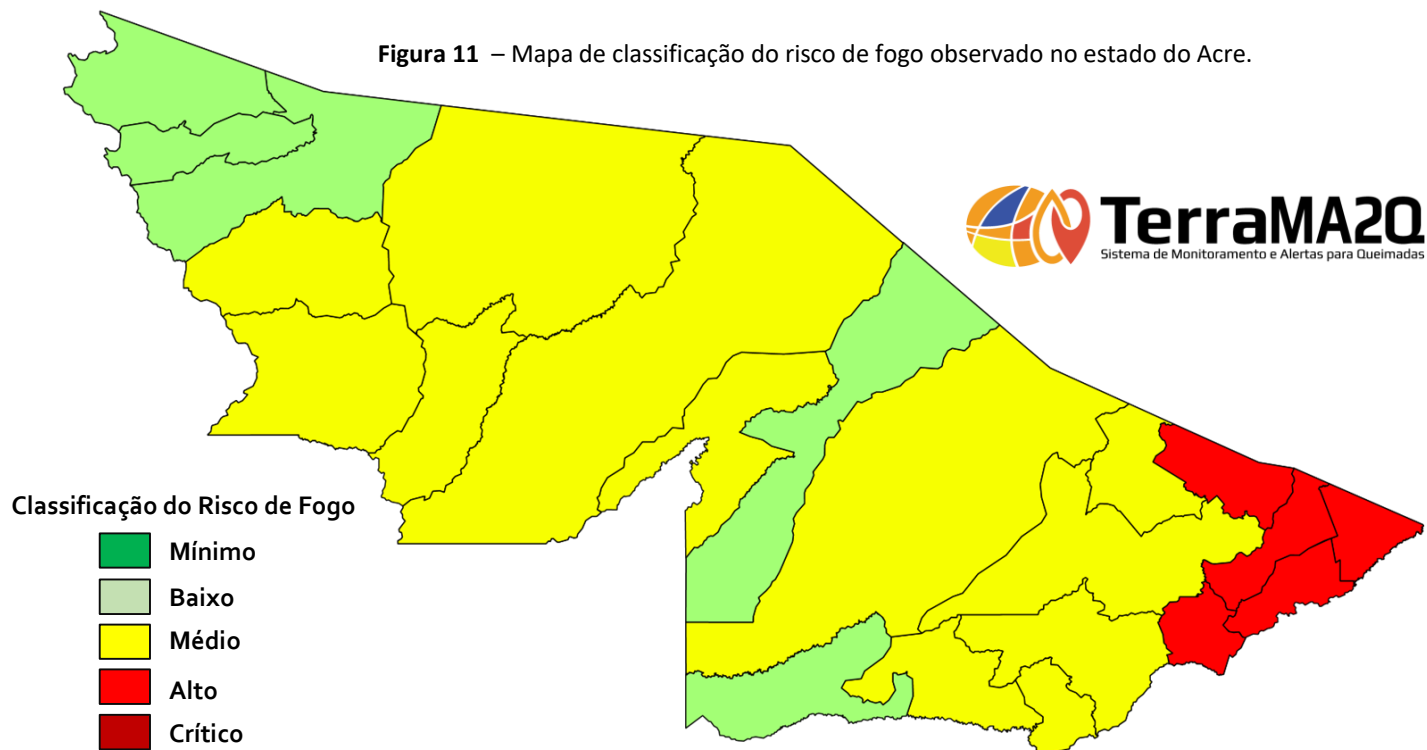 Figura 11 – Mapa de classificação do risco de fogo observado no estado do Acre.
TerraMA2Q
Sistema de Monitoramento e Alertas para Queimadas
Classificação do Risco de Fogo
Mínimo
Baixo
Médio
Alto
Crítico